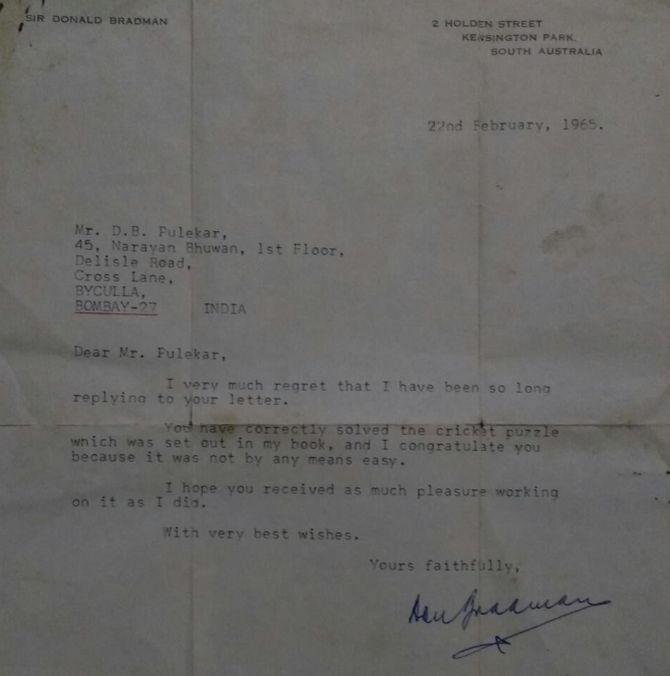 SIR DONALD BRADMAN
2 HOLDEN STREET
KENSINGTON PARK.
SOUTH AUSTRALIA
22nd February, 1965.
Mr. D.B. Pulekar,
45, Narayan Bhuwan, 1st Floor,
Delisle Road,
Cross Lane,
BYCULLA,
BOMBAY-27 INDIA
Dear Mr. Pulekar,
I very much regret that I have been so long
replying to your letter.
You have correctly solved the cricket puzzle
which was set out in my book, and I congratulate you
because it was not by any means easy.
I hope you received as much pleasure working
on it as I did.
With very best wishes.
Yours faithfully,
Don Bradman